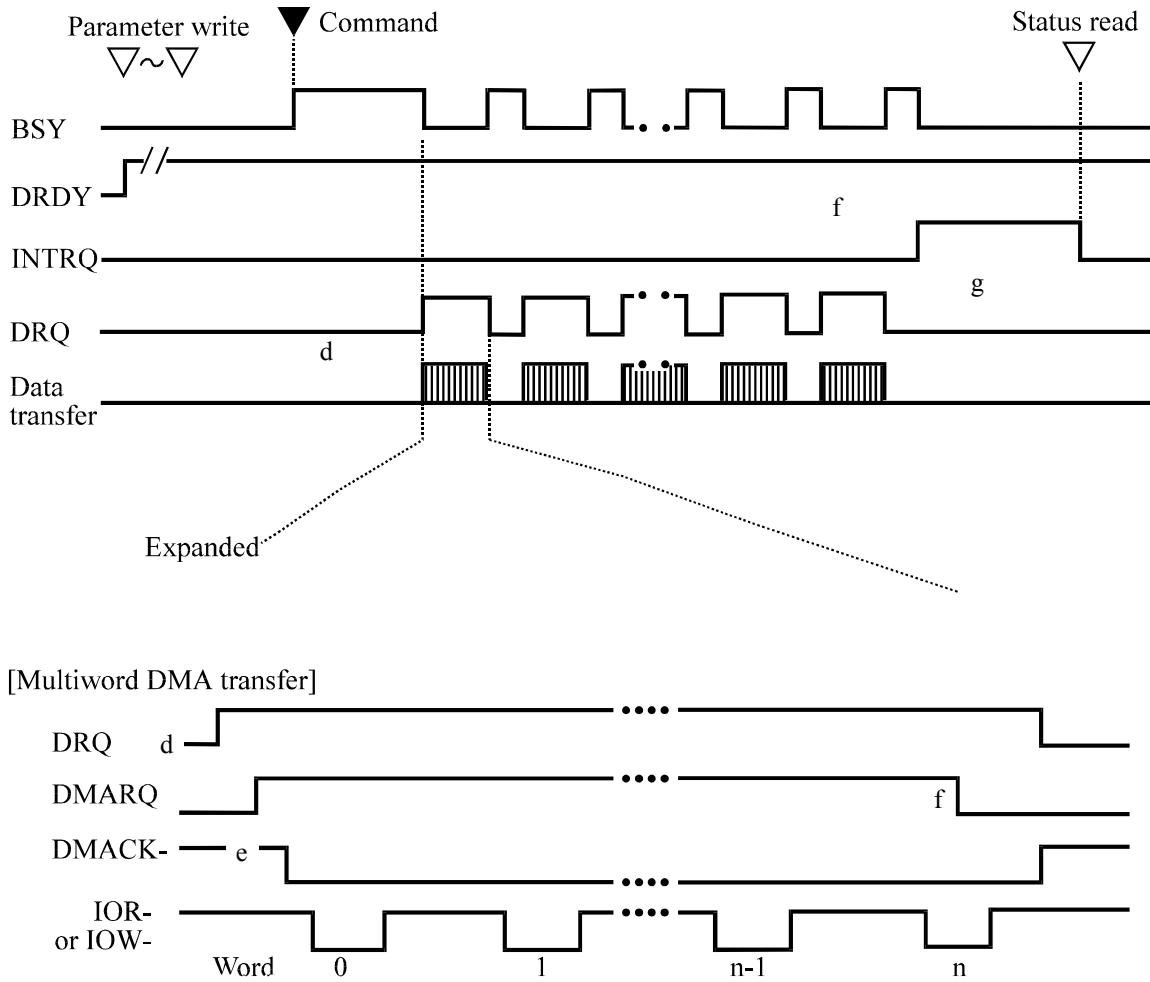 Parameter write
Command
Status read
BSY
DRDY
f
INTRQ
g
DRQ
d
Data
transfer
Expanded
[Multiword DMA transfer]
DRQ d
DMARQ f
DMACK- e
IOR-
or IOW-
Word 0 1 n-1 n